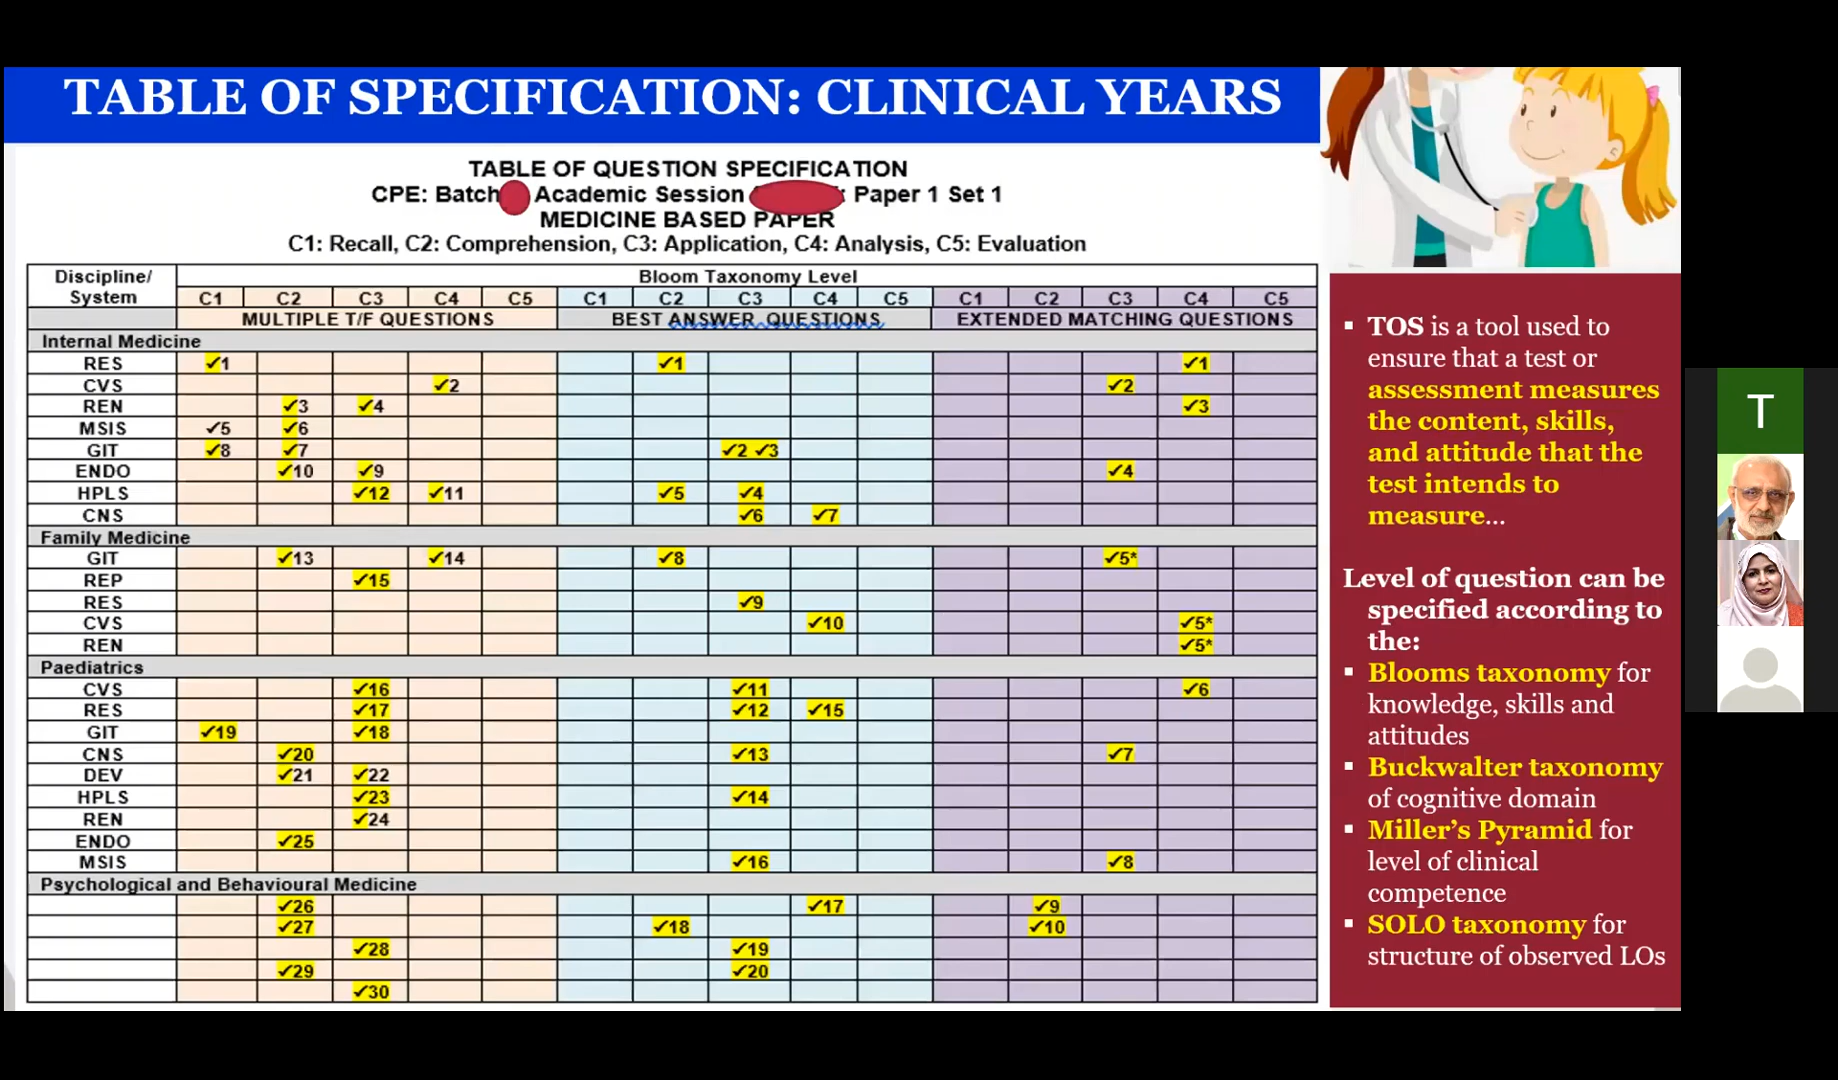 TABLE OF SPECIFICATION: CLINICAL YEARS
TABLE OF QUESTION SPECIFICATION
CPE: Batch Academic Session : Paper 1 Set 1
MEDICINE BASED PAPER
C1: Recall, C2: Comprehension, C3: Application, C4: Analysis, C5: Evaluation
Discipline/ System Bloom Taxonomy Level
C1 C2 C3 C4 C5 C1 C2 C3 C4 C5 C1 C2 C3 C4 C5
MULTIPLE T/F QUESTIONS BEST ANSWER QUESTIONS EXTENDED MATCHING QUESTIONS
Internal Medicine
RES ✓1 ✓1 ✓1
CVS ✓2 ✓2
REN ✓3 ✓4 ✓3
MSIS ✓5 ✓6
GIT ✓8 ✓7 ✓2 ✓3
ENDO ✓10 ✓9 ✓4
HPLS ✓12 ✓11 ✓5 ✓4
CNS ✓6 ✓7
Family Medicine
GIT ✓13 ✓14 ✓8 ✓5*
REP ✓15
RES ✓9
CVS ✓10 ✓5*
REN ✓5*
Paediatrics
CVS ✓16 ✓11 ✓6
RES ✓17 ✓12 ✓15
GIT ✓19 ✓18
CNS ✓20 ✓13 ✓7
DEV ✓21 ✓22
HPLS ✓23 ✓14
REN ✓24
ENDO ✓25
MSIS ✓16 ✓8
Psychological and Behavioural Medicine
✓26 ✓17 ✓9
✓27 ✓18 ✓10
✓28 ✓19
✓29 ✓20
✓30
▪ TOS is a tool used to
ensure that a test or
assessment measures
the content, skills,
and attitude that the
test intends to
measure...
Level of question can be
specified according to
the:
▪ Blooms taxonomy for
knowledge, skills and
attitudes
▪ Buckwalter taxonomy
of cognitive domain
▪ Miller's Pyramid for
level of clinical
competence
▪ SOLO taxonomy for
structure of observed LOs
T